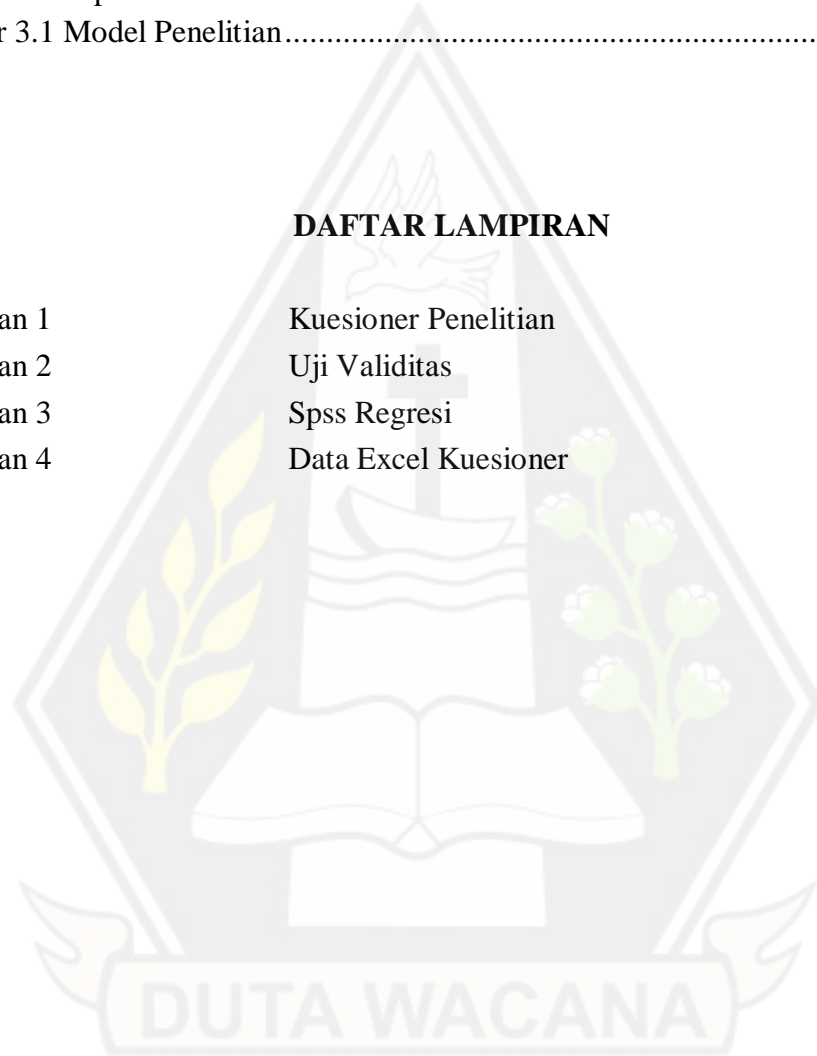 r 3.1 Model Penelitian................................................................
DAFTAR LAMPIRAN
an 1 Kuesioner Penelitian
an 2 Uji Validitas
an 3 Spss Regresi
an 4 Data Excel Kuesioner
DUTA WACANA